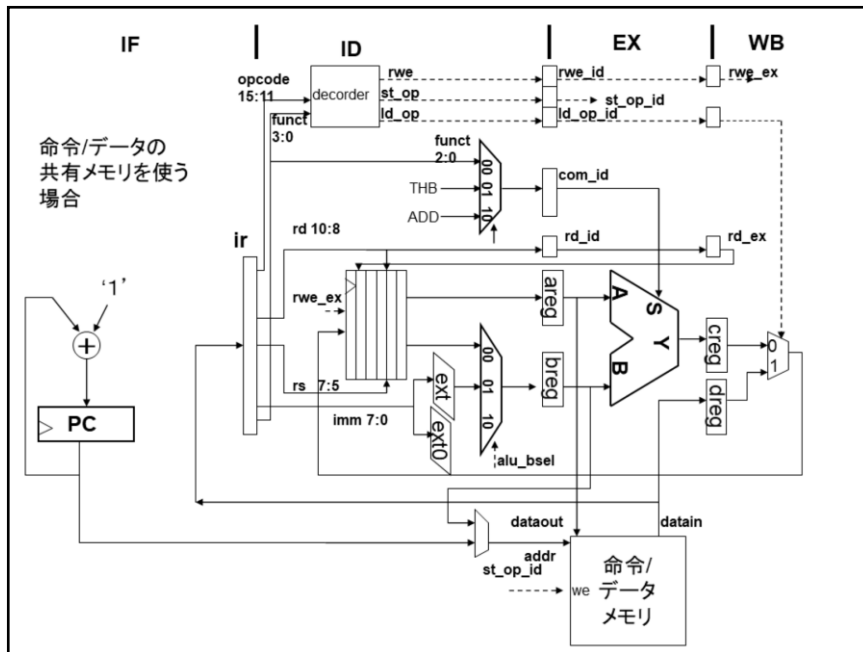 IF
ID
EX
WB
opcode
15:11
funct
3:0
decorder
rwe
st_op
ld_op
rwe_id
st_op_id
ld_op_id
rwe_ex
命令/データの
共有メモリを使う
場合
funct
2:0
00
01
10
THB
ADD
com_id
ir
rd 10:8
rd_id
rd_ex
'1'
+
PC
rwe_ex
areg
breg
A
S
B
Y
creg
dreg
0
1
00
01
10
ext
ext0
rs 7:5
imm 7:0
alu_bsel
dataout
datain
addr
st_op_id
we
命令/
データ
メモリ